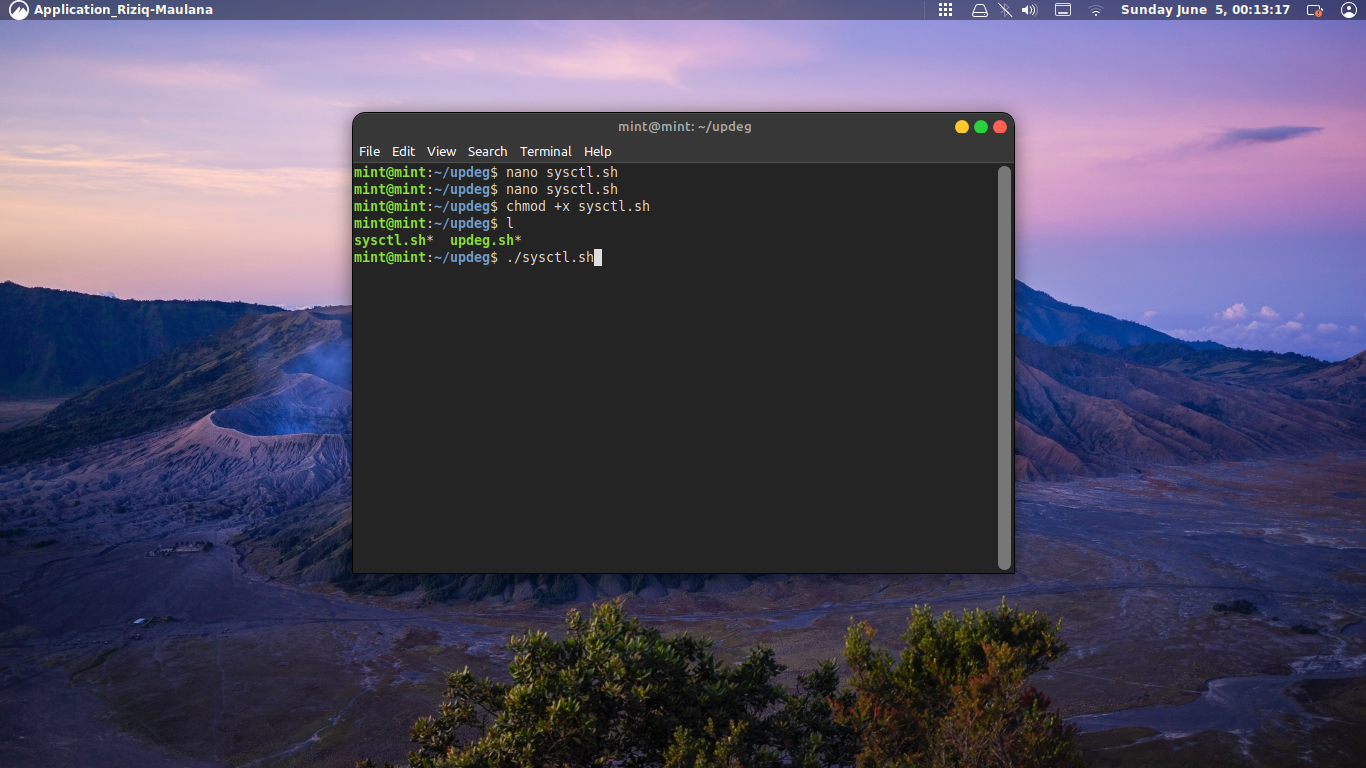 Application_Riziq-Maulana
Sunday June 5, 00:13:17
mint@mint: ~/updeg
File Edit View Search Terminal Help
mint@mint:~/updeg$ nano sysctl.sh
mint@mint:~/updeg$ nano sysctl.sh
mint@mint:~/updeg$ chmod +x sysctl.sh
mint@mint:~/updeg$ l
sysctl.sh*  updeg.sh*
mint@mint:~/updeg$ ./sysctl.sh